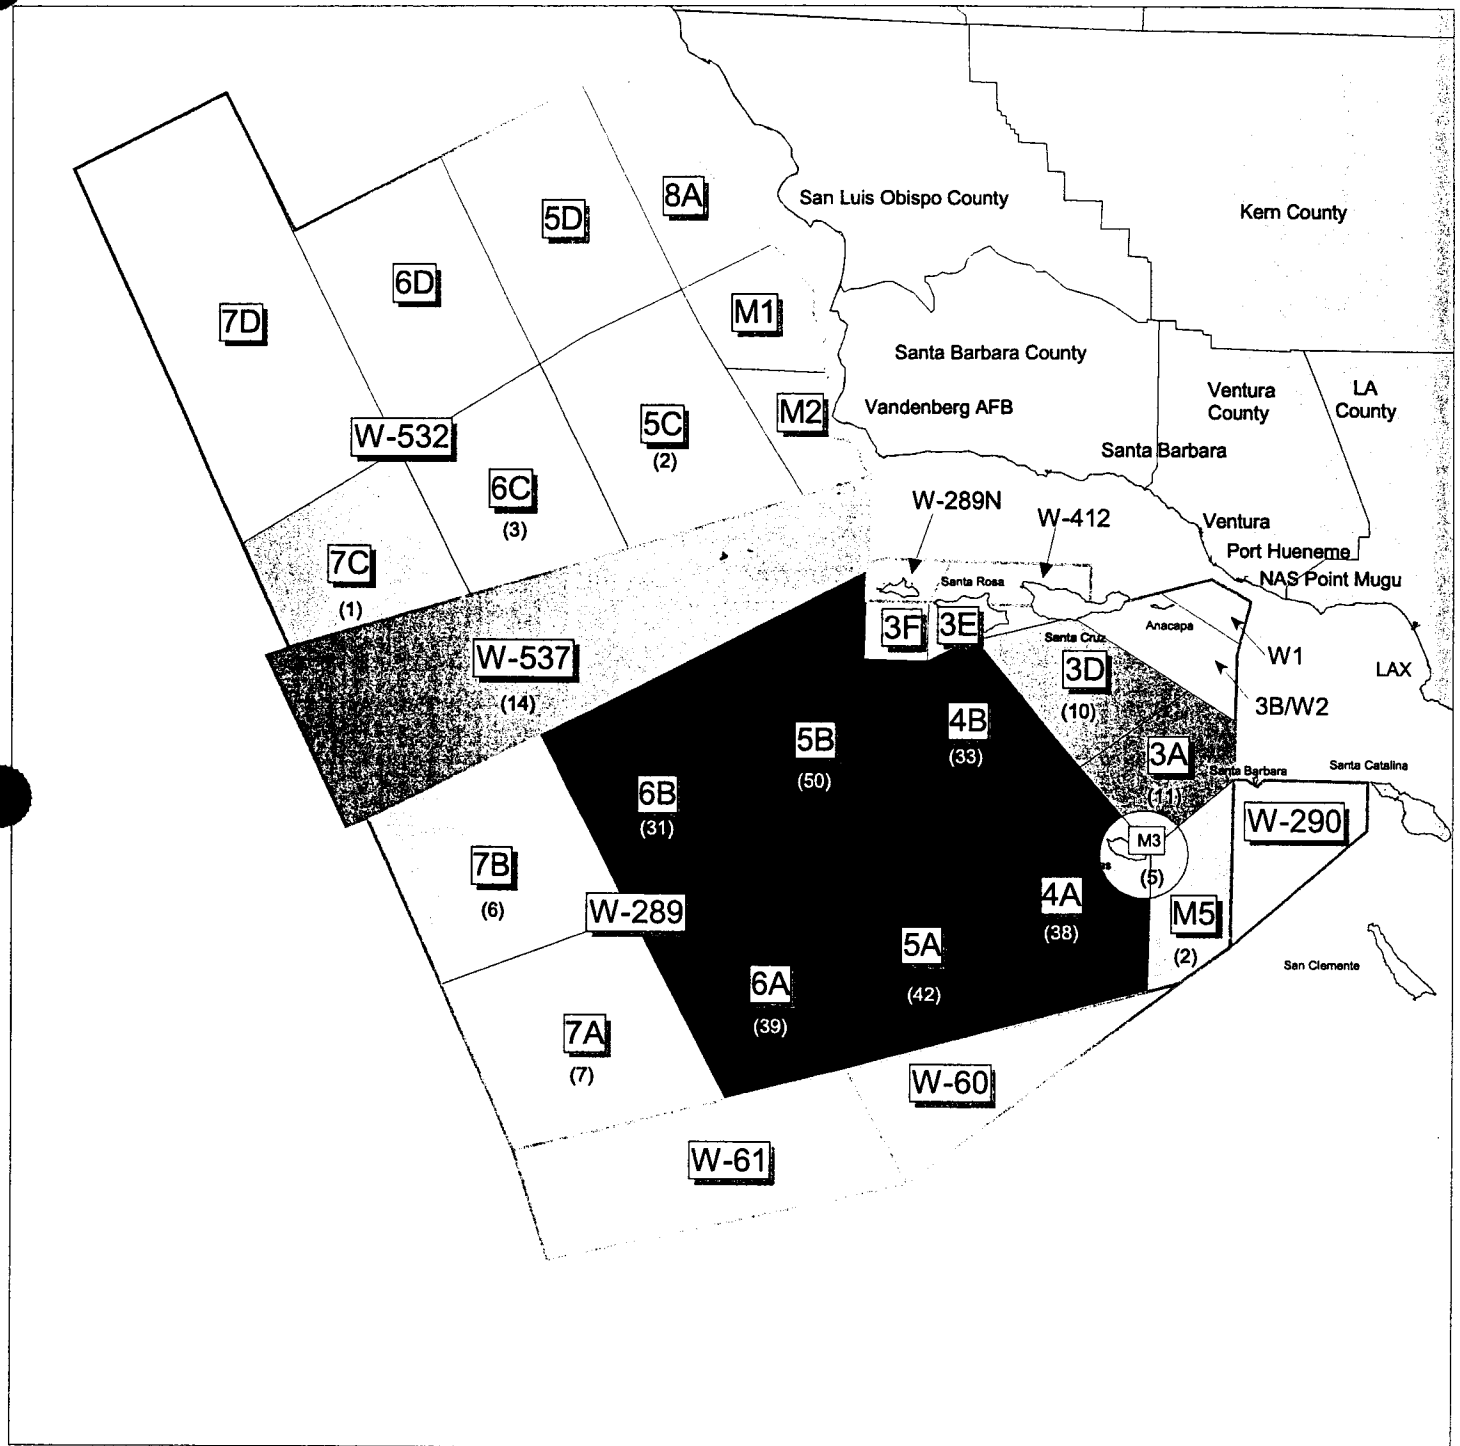 8A
San Luis Obispo County
Kern County
5D
6D
7D
M1
Santa Barbara County
Ventura
County
LA
County
Vandenberg AFB
M2
5C
(2)
W-532
Santa Barbara
6C
(3)
W-289N
W-412
Ventura
Port Hueneme
NAS Point Mugu
7C
(1)
Santa Rosa
3F
3E
Santa Cruz
Anacapa
W1
LAX
W-537
(14)
3D
(10)
3B/W2
4B
(33)
5B
(50)
3A
(11)
Santa Barbara
Santa Catalina
6B
(31)
W-290
M3
(5)
7B
(6)
W-289
4A
(38)
M5
(2)
5A
(42)
San Clemente
6A
(39)
7A
(7)
W-60
W-61